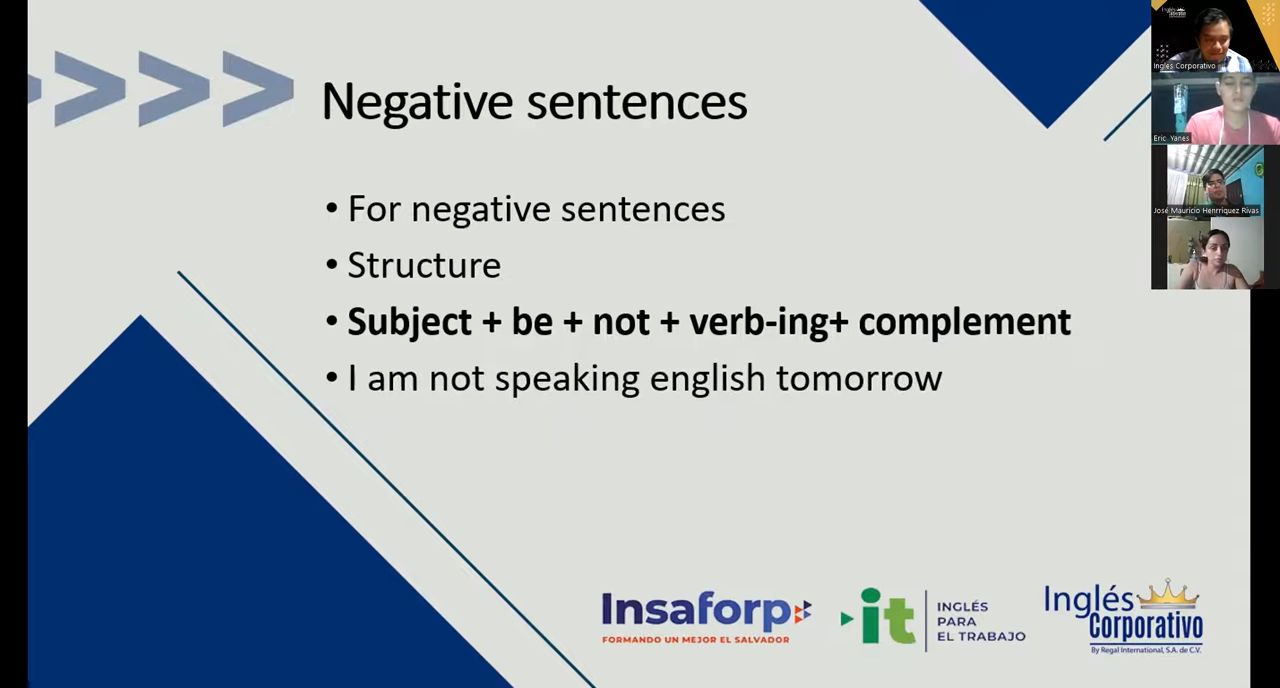 Negative sentences
• For negative sentences
• Structure
• Subject + be + not + verb-ing+ complement
• I am not speaking english tomorrow
Insaforp
FORMANDO UN MEJOR EL SALVADOR
it
INGLÉS
PARA
EL TRABAJO
Inglés
Corporativo
By Regal International, S.A. de C.V.
Inglés Corporativo
Eric Yanes
José Mauricio Henrriquez Rivas